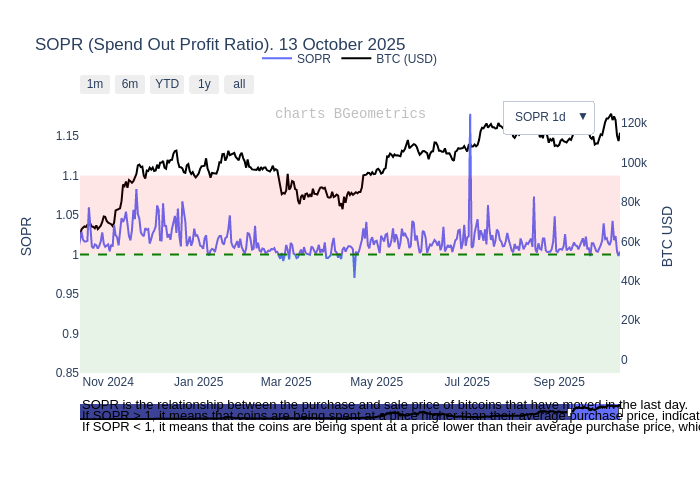 SOPR (Spend Out Profit Ratio). 13 October 2025
SOPR BTC (USD)
1m 6m YTD 1y all
charts BGeometrics
SOPR 1d ▼
1.15
1.1
1.05
1
0.95
0.9
0.85
SOPR
120k
100k
80k
60k
40k
20k
0
BTC USD
Nov 2024 Jan 2025 Mar 2025 May 2025 Jul 2025 Sep 2025
SOPR is the relationship between the purchase and sale price of bitcoins that have moved in the last day.
If SOPR > 1, it means that coins are being spent at a price higher than their average purchase price, indicat
If SOPR < 1, it means that the coins are being spent at a price lower than their average purchase price, whic